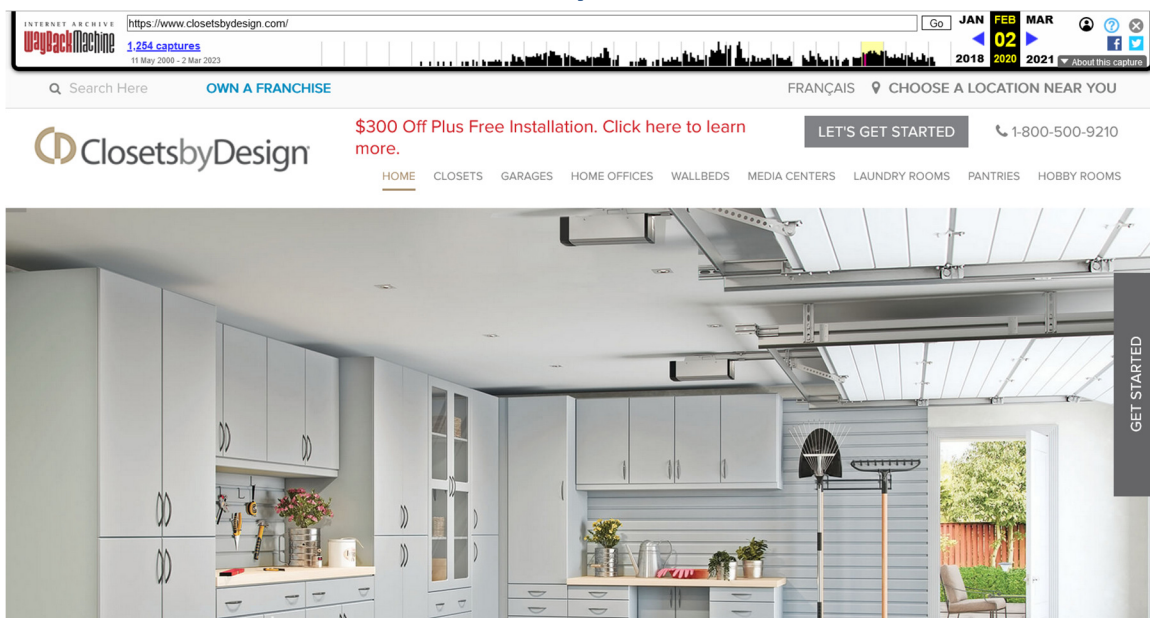 INTERNET ARCHIVE
WayBackMachine
https://www.closetsbydesign.com/
Go
1,254 captures
11 May 2000 - 2 Mar 2023
JAN FEB MAR
02
2018 2020 2021
About this capture
Search Here
OWN A FRANCHISE
FRANÇAIS
CHOOSE A LOCATION NEAR YOU
ClosetsbyDesign
$300 Off Plus Free Installation. Click here to learn
more.
LET'S GET STARTED
1-800-500-9210
HOME CLOSETS GARAGES HOME OFFICES WALLBEDS MEDIA CENTERS LAUNDRY ROOMS PANTRIES HOBBY ROOMS
GET STARTED